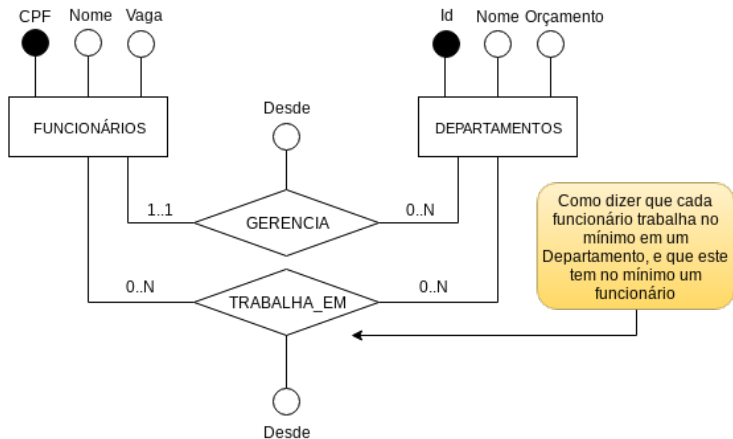 CPF Nome Vaga
Id Nome Orçamento
Desde
FUNCIONÁRIOS
DEPARTAMENTOS
1..1
GERENCIA
0..N
Como dizer que cada
funcionário trabalha no
mínimo em um
Departamento, e que este
tem no mínimo um
funcionário
0..N
TRABALHA_EM
0..N
Desde